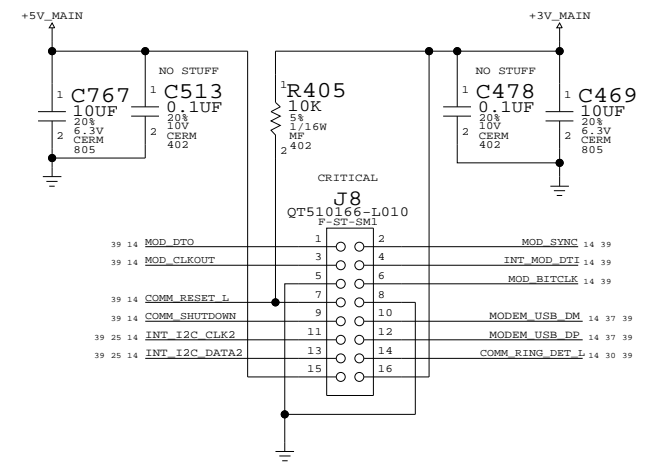 +5V_MAIN
+3V_MAIN
NO STUFF
NO STUFF
1 C767
10UF
20%
6.3V
2 CERM
805
1 C513
0.1UF
20%
10V
2 CERM
402
1 R405
10K
5%
1/16W
MF
2 402
1 C478
0.1UF
20%
10V
2 CERM
402
1 C469
10UF
20%
6.3V
2 CERM
805
CRITICAL
J8
QT510166-L010
F-ST-SM1
39 14 MOD_DTO 1 2 MOD_SYNC 14 39
39 14 MOD_CLKOUT 3 4 INT_MOD_DTI 14 39
5 6 MOD_BITCLK 14 39
39 14 COMM_RESET_L 7 8
39 14 COMM_SHUTDOWN 9 10 MODEM_USB_DM 14 37 39
39 25 14 INT_I2C_CLK2 11 12 MODEM_USB_DP 14 37 39
39 25 14 INT_I2C_DATA2 13 14 COMM_RING_DET_L 14 30 39
15 16